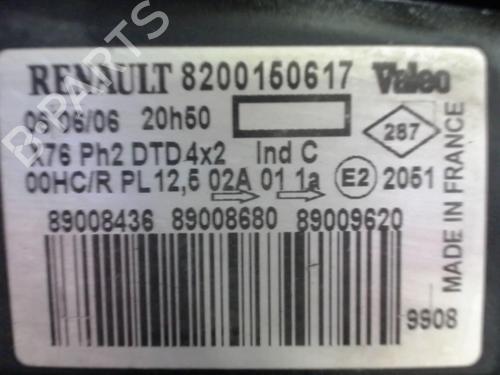 RENAULT 8200150617 Valeo
06/06/06 20h50
287
X76 Ph2 DTD 4x2 Ind C
00HC/R PL 12,5 02A 01 1a E2 2051
89008436 89008680 89009620
9908
MADE IN FRANCE
B-PARTS